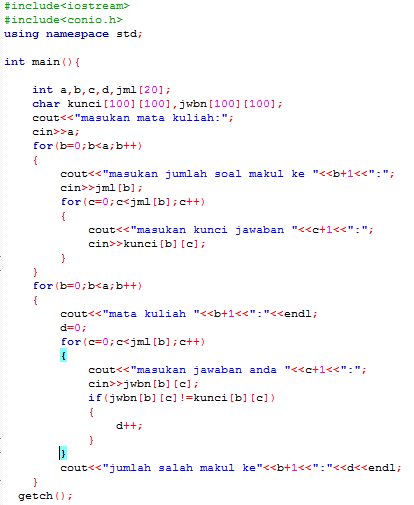 #include<iostream>
#include<conio.h>
using namespace std;
int main(){
int a,b,c,d,jml[20];
char kunci[100][100],jwbn[100][100];
cout<<"masukan mata kuliah:";
cin>>a;
for(b=0;b<a;b++)
{
cout<<"masukan jumlah soal makul ke "<<b+1<<":";
cin>>jml[b];
for(c=0;c<jml[b];c++)
{
cout<<"masukan kunci jawaban "<<c+1<<":";
cin>>kunci[b][c];
}
}
for(b=0;b<a;b++)
{
cout<<"mata kuliah "<<b+1<<":"<<endl;
d=0;
for(c=0;c<jml[b];c++)
{
cout<<"masukan jawaban anda "<<c+1<<":";
cin>>jwbn[b][c];
if(jwbn[b][c]!=kunci[b][c])
{
d++;
}
}
cout<<"jumlah salah makul ke"<<b+1<<":"<<d<<endl;
}
getch();